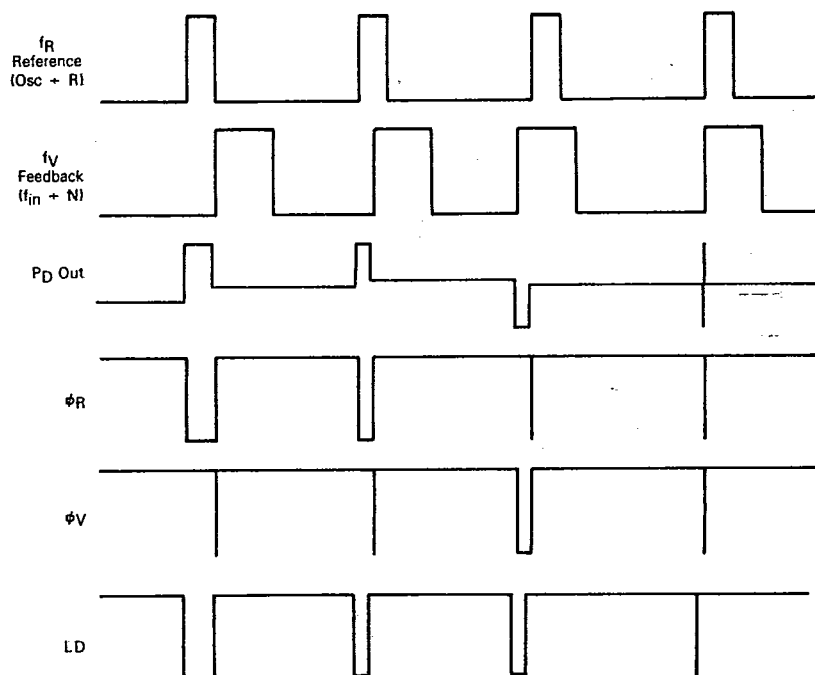 fR
Reference
(Osc ÷ R)
fV
Feedback
(fin ÷ N)
PD Out
ϕR
ϕV
LD